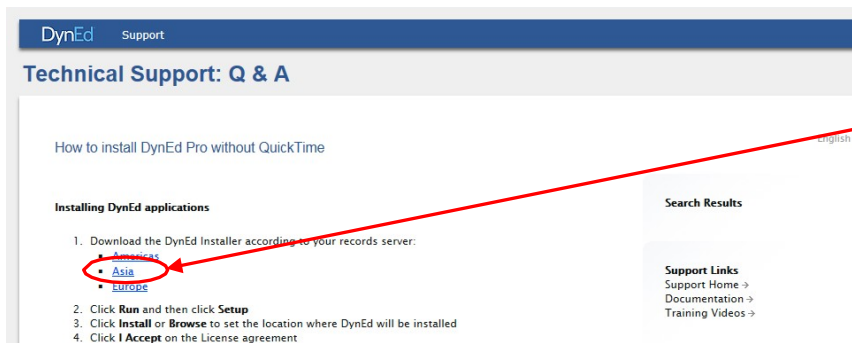 DynEd Support
Technical Support: Q & A
English
How to install DynEd Pro without QuickTime
Installing DynEd applications
1. Download the DynEd Installer according to your records server:
▪ Americas
▪ Asia
▪ Europe
2. Click Run and then click Setup
3. Click Install or Browse to set the location where DynEd will be installed
4. Click I Accept on the License agreement
Search Results
Support Links
Support Home →
Documentation →
Training Videos →